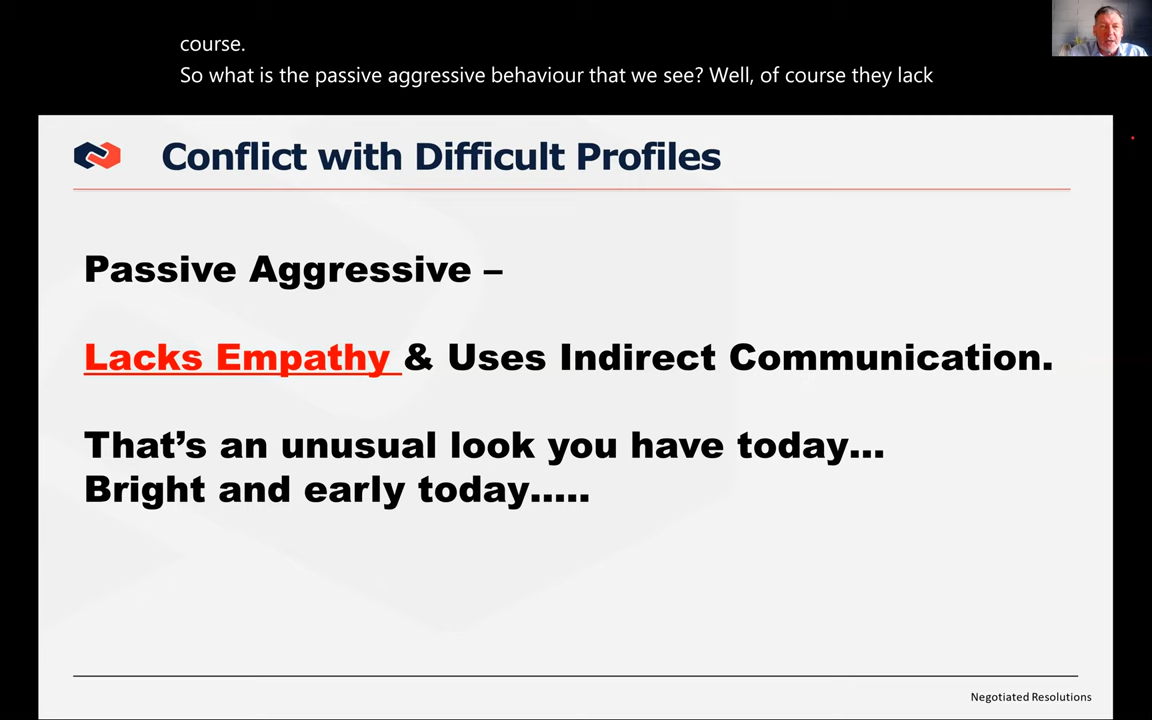 course.
So what is the passive aggressive behaviour that we see? Well, of course they lack
Conflict with Difficult Profiles
Passive Aggressive –
Lacks Empathy & Uses Indirect Communication.
That’s an unusual look you have today…
Bright and early today…..
Negotiated Resolutions